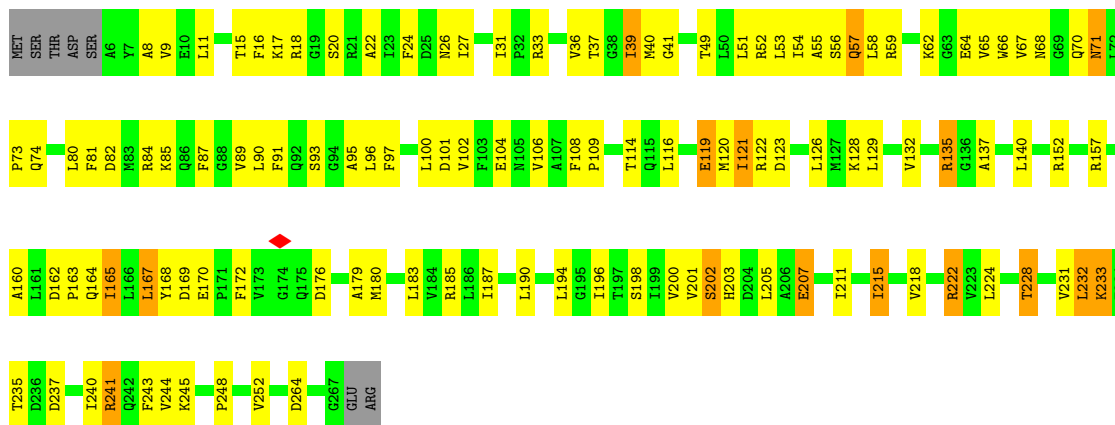 MET SER THR ASP SER A6 Y7 A8 V9 E10 L11 T15 F16 K17 R18 G19 S20 R21 A22 I23 F24 D25 N26 I27 I31 P32 R33 V36 T37 G38 I39 M40 G41 T49 L50 L51 R52 L53 I54 A55 S56 Q57 L58 R59 K62 G63 E64 V65 W66 V67 N68 G69 Q70 N71 L72
P73 Q74 L80 F81 D82 M83 R84 K85 Q86 F87 G88 V89 L90 F91 Q92 S93 G94 A95 L96 F97 L100 D101 V102 F103 E104 N105 V106 A107 F108 P109 T114 Q115 L116 E119 M120 I121 R122 D123 L126 M127 K128 L129 V132 R135 G136 A137 L140 R152 R157
A160 L161 D162 P163 Q164 I165 L166 L167 Y168 D169 E170 P171 F172 V173 G174 Q175 D176 A179 M180 L183 V184 R185 L186 I187 L190 L194 G195 I196 T197 S198 I199 V200 V201 S202 H203 D204 L205 A206 E207 I211 I215 V218 R222 V223 L224 T228 V231 L232 K233
T235 D236 D237 I240 R241 Q242 F243 V244 K245 P248 V252 D264 G267 GLU ARG